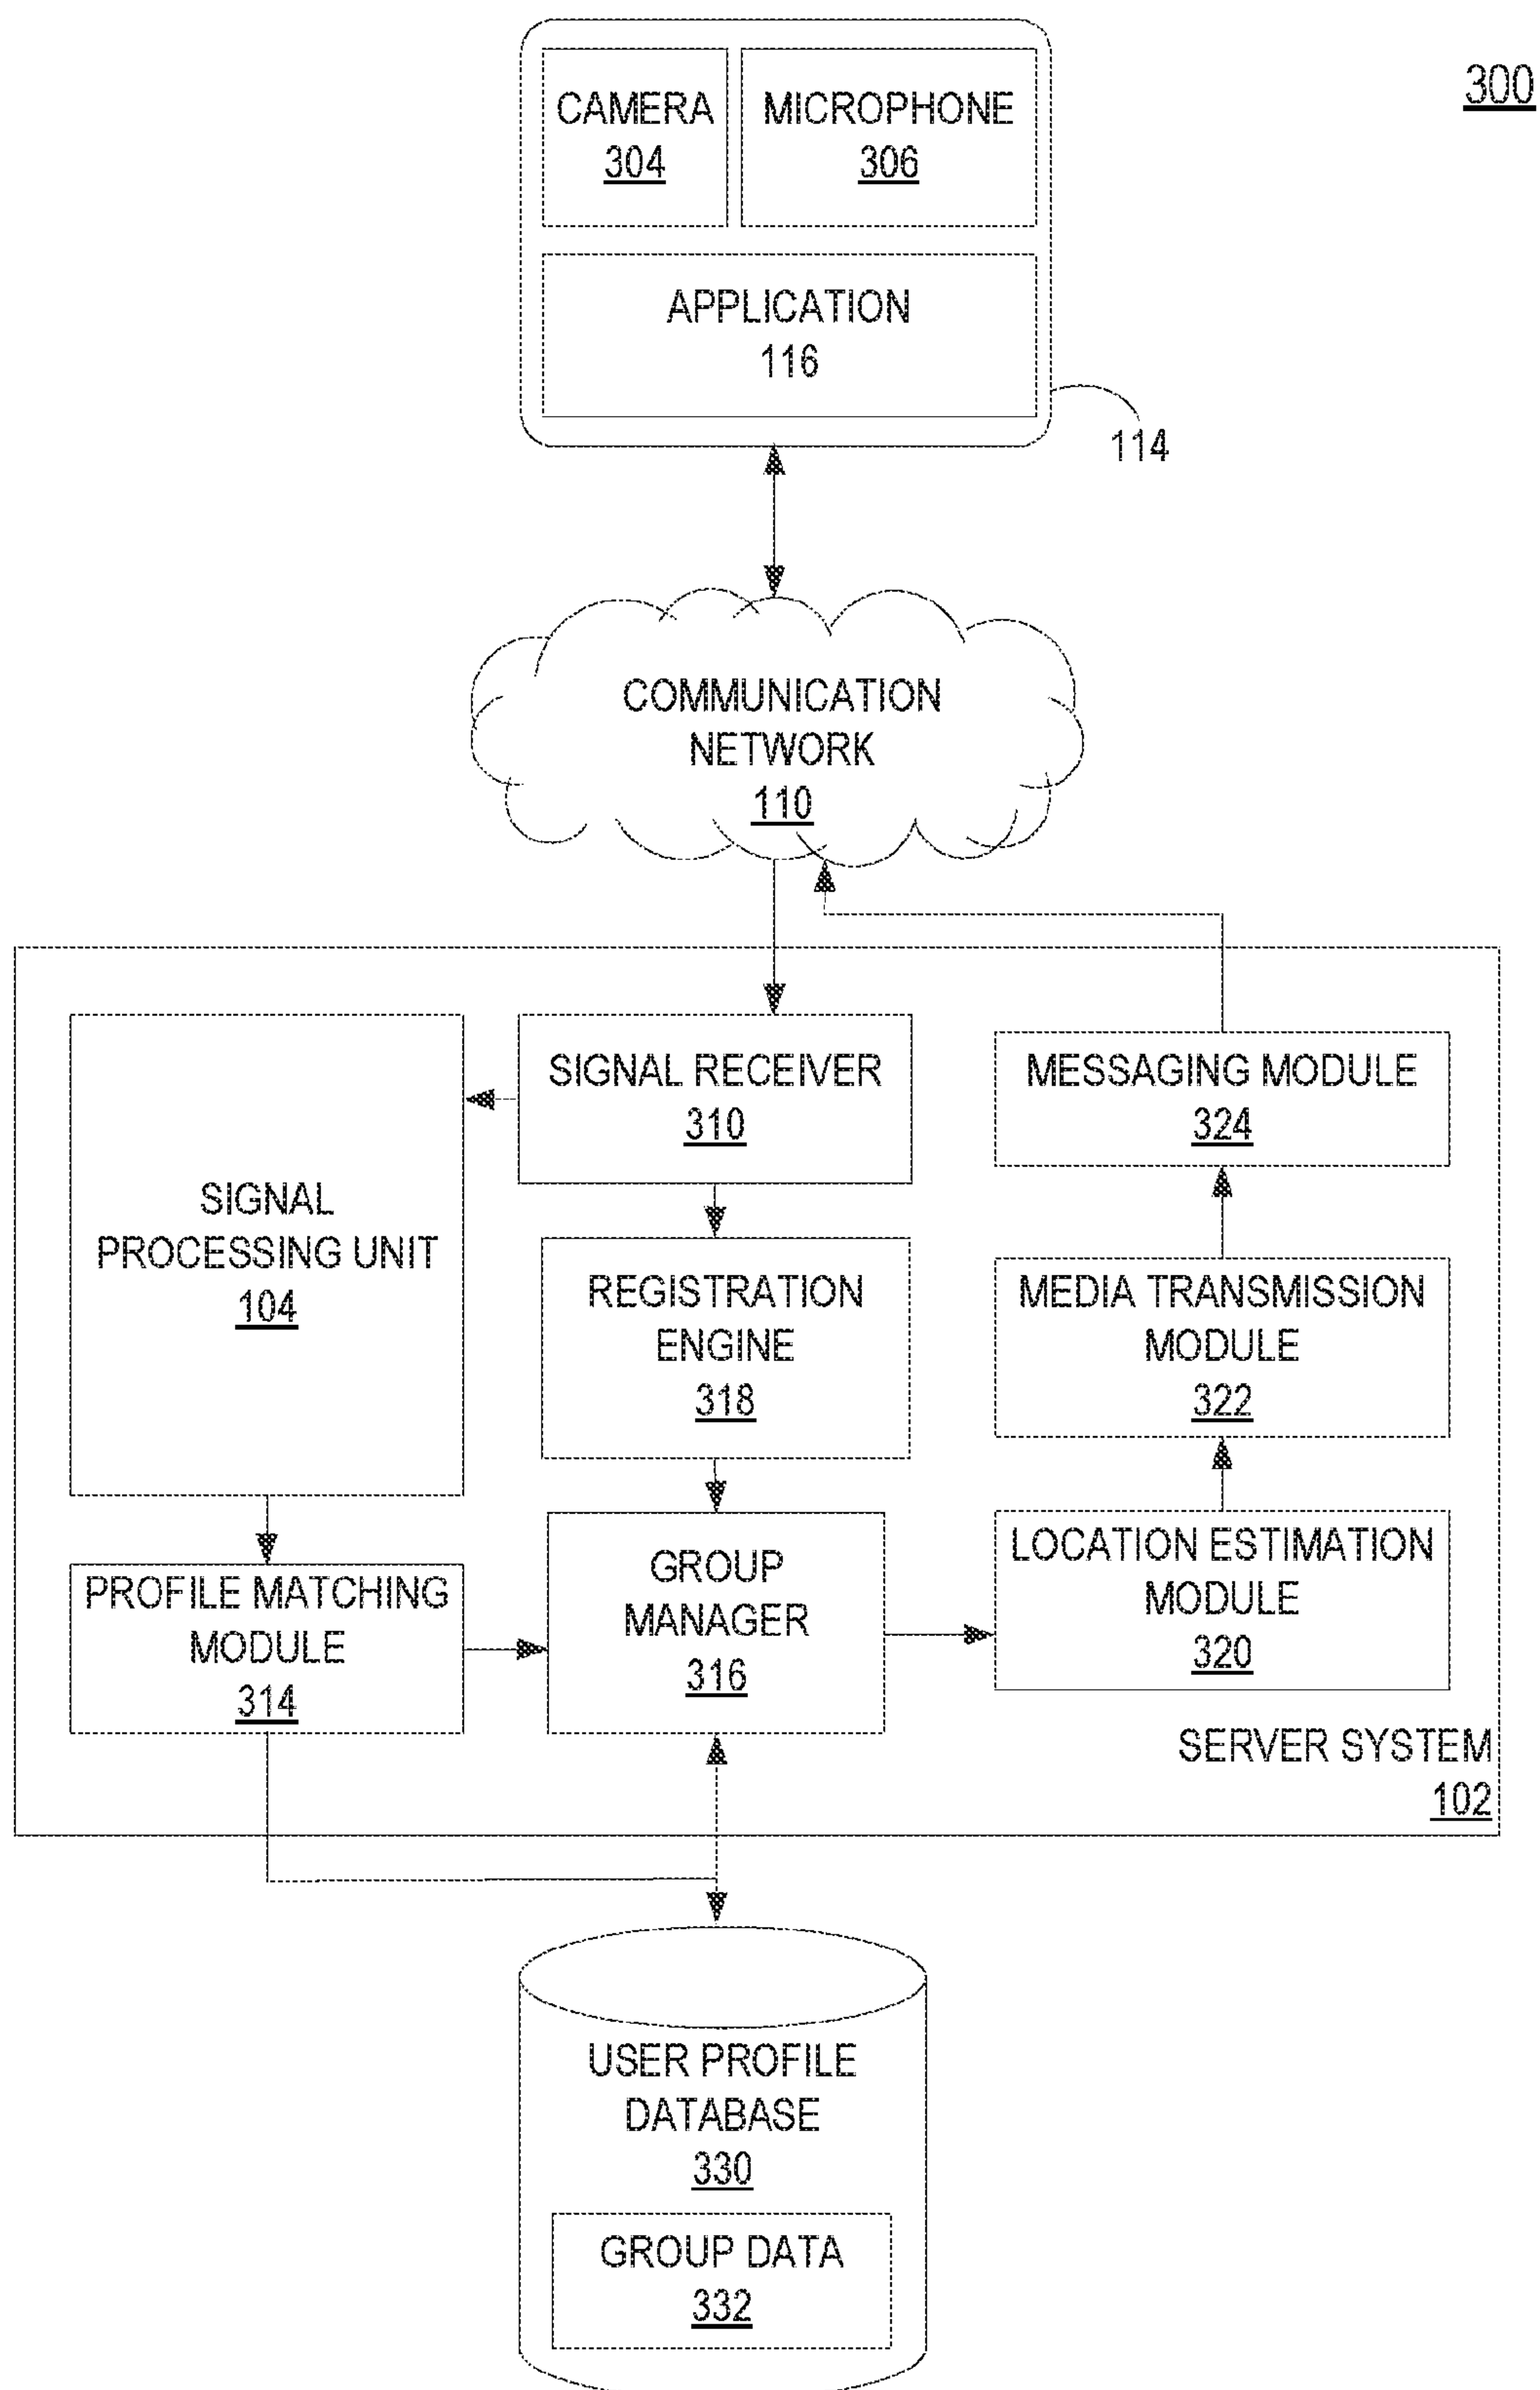 300
CAMERA
304
MICROPHONE
306
APPLICATION
116
114
COMMUNICATION
NETWORK
110
SIGNAL RECEIVER
310
MESSAGING MODULE
324
SIGNAL
PROCESSING UNIT
104
REGISTRATION
ENGINE
318
MEDIA TRANSMISSION
MODULE
322
PROFILE MATCHING
MODULE
314
GROUP
MANAGER
316
LOCATION ESTIMATION
MODULE
320
SERVER SYSTEM
102
USER PROFILE
DATABASE
330
GROUP DATA
332